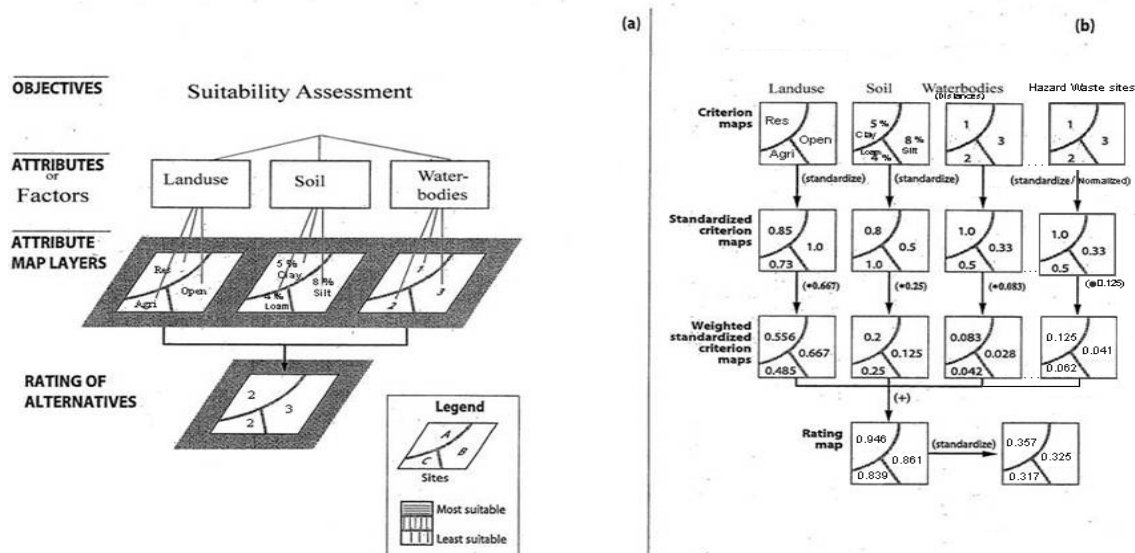 (a)
OBJECTIVES
Suitability Assessment
ATTRIBUTES
or
Factors
Landuse
Soil
Water-
bodies
ATTRIBUTE
MAP LAYERS
Res
Open
Agri
5 %
Clay
8 %
Silt
4 %
Loam
1
2
3
RATING OF
ALTERNATIVES
2
3
2
Legend
A
B
C
Sites
Most suitable
Least suitable
(b)
Landuse
Soil
Waterbodies
(Distances)
Hazard Waste sites
Criterion
maps
Res
Open
Agri
5 %
Clay
8 %
Silt
Loam
4 %
1
3
2
1
3
2
(standardize)
(standardize)
(standardize/ Normalized)
Standardized
criterion
maps
0.85
1.0
0.73
0.8
0.5
1.0
1.0
0.33
0.5
1.0
0.33
0.5
(*0.667)
(*0.25)
(*0.083)
(*0.125)
Weighted
standardized
criterion
maps
0.556
0.667
0.485
0.2
0.125
0.25
0.083
0.028
0.042
0.125
0.041
0.062
(+)
Rating
map
0.946
0.861
0.839
(standardize)
0.357
0.325
0.317